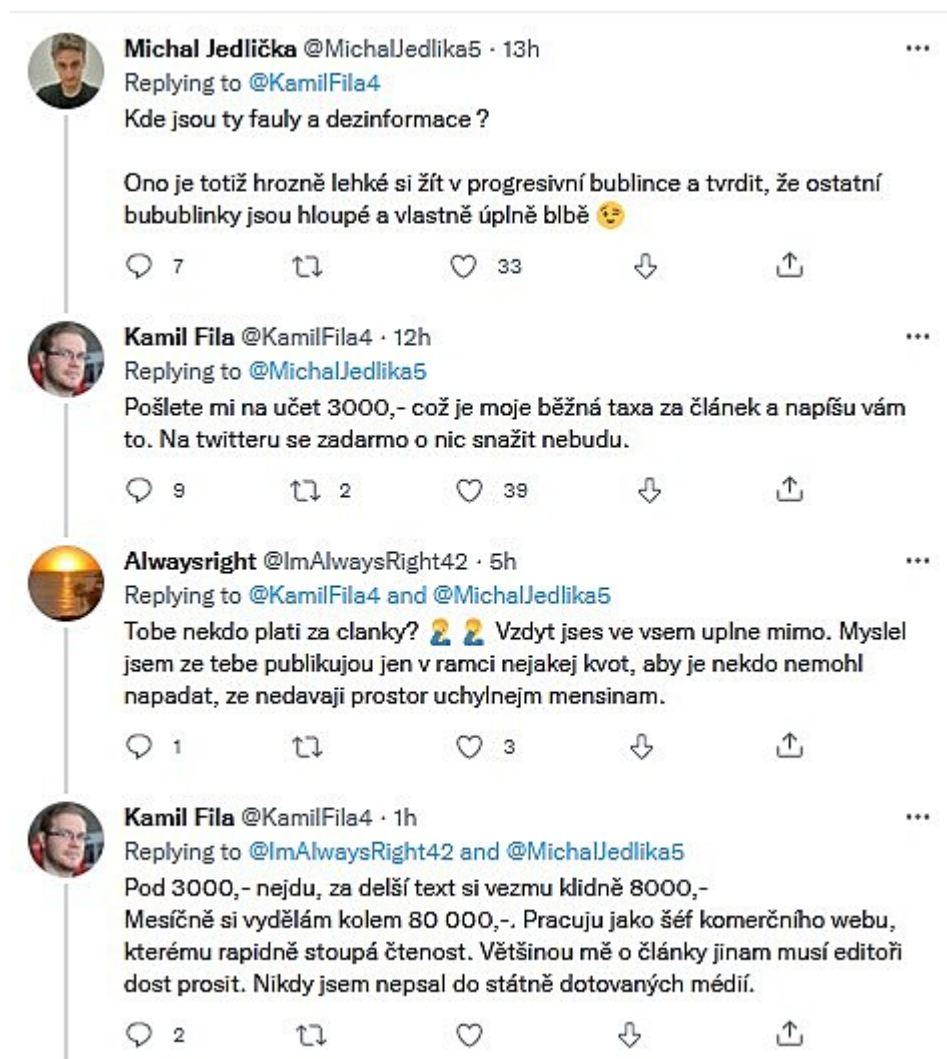 Michal Jedlička @MichalJedlika5 · 13h
Replying to @KamilFila4
Kde jsou ty fauly a dezinformace ?
Ono je totiž hrozně lehké si žít v progresivní bublince a tvrdit, že ostatní
bubublinky jsou hloupé a vlastně úplně blbě 😉
7 33
Kamil Fila @KamilFila4 · 12h
Replying to @MichalJedlika5
Pošlete mi na učet 3000,- což je moje běžná taxa za článek a napíšu vám
to. Na twitteru se zadarmo o nic snažit nebudu.
9 2 39
Alwaysright @ImAlwaysRight42 · 5h
Replying to @KamilFila4 and @MichalJedlika5
Tobe nekdo plati za clanky? 🤦‍♂️ 🤦‍♂️ Vzdyt jses ve vsem uplne mimo. Myslel
jsem ze tebe publikujou jen v ramci nejakej kvot, aby je nekdo nemohl
napadat, ze nedavaji prostor uchylnejm mensinam.
1 3
Kamil Fila @KamilFila4 · 1h
Replying to @ImAlwaysRight42 and @MichalJedlika5
Pod 3000,- nejdu, za delší text si vezmu klidně 8000,-
Mesíčně si vydělám kolem 80 000,-. Pracuju jako šéf komerčního webu,
kterému rapidně stoupá čtenost. Většinou mě o články jinam musí editoři
dost prosit. Nikdy jsem nepsal do státně dotovaných médií.
2